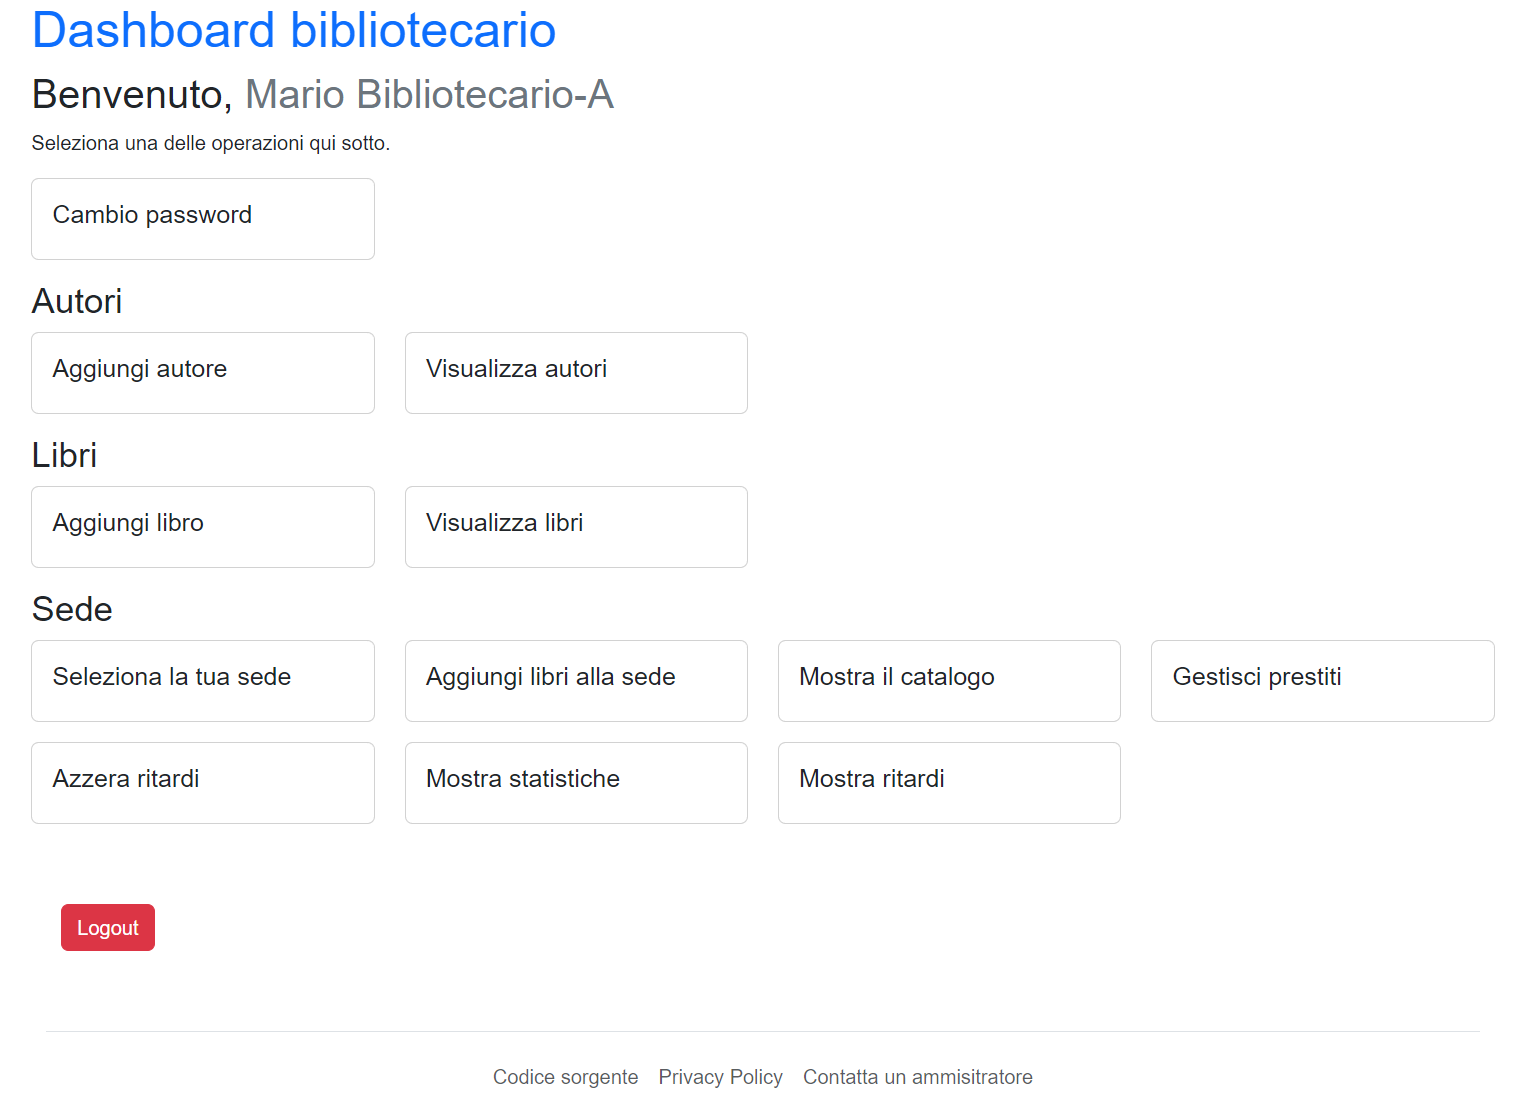 Dashboard bibliotecario
Benvenuto, Mario Bibliotecario-A
Seleziona una delle operazioni qui sotto.
Cambio password
Autori
Aggiungi autore
Visualizza autori
Libri
Aggiungi libro
Visualizza libri
Sede
Seleziona la tua sede
Aggiungi libri alla sede
Mostra il catalogo
Gestisci prestiti
Azzera ritardi
Mostra statistiche
Mostra ritardi
Logout
Codice sorgente
Privacy Policy
Contatta un ammisitratore